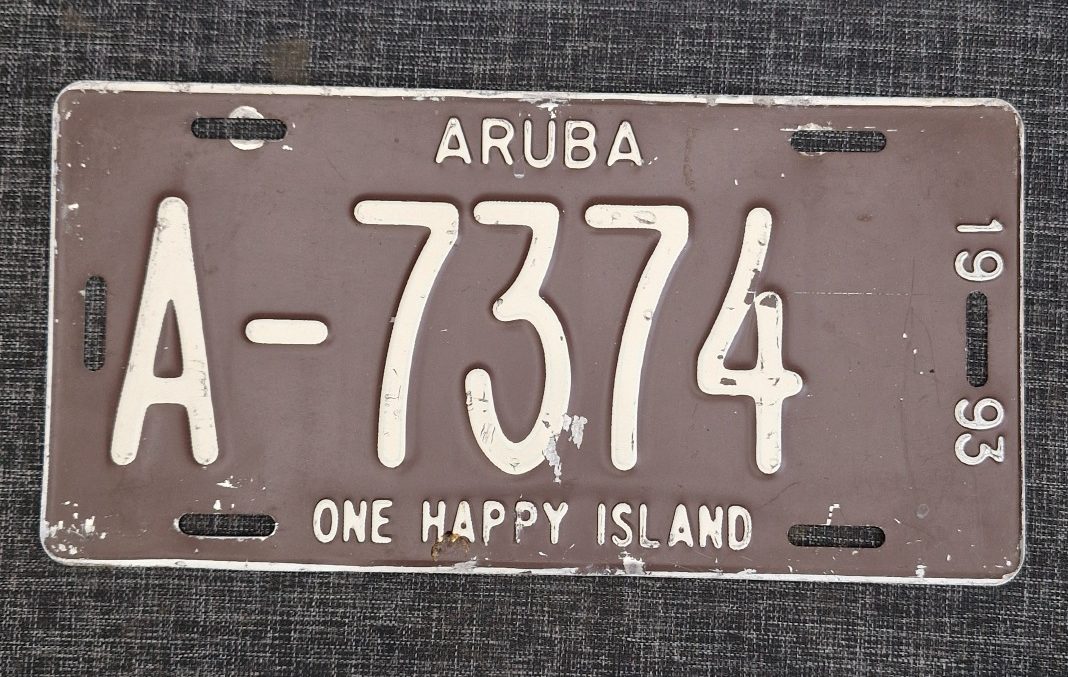 ARUBA
A-7374
19 93
ONE HAPPY ISLAND